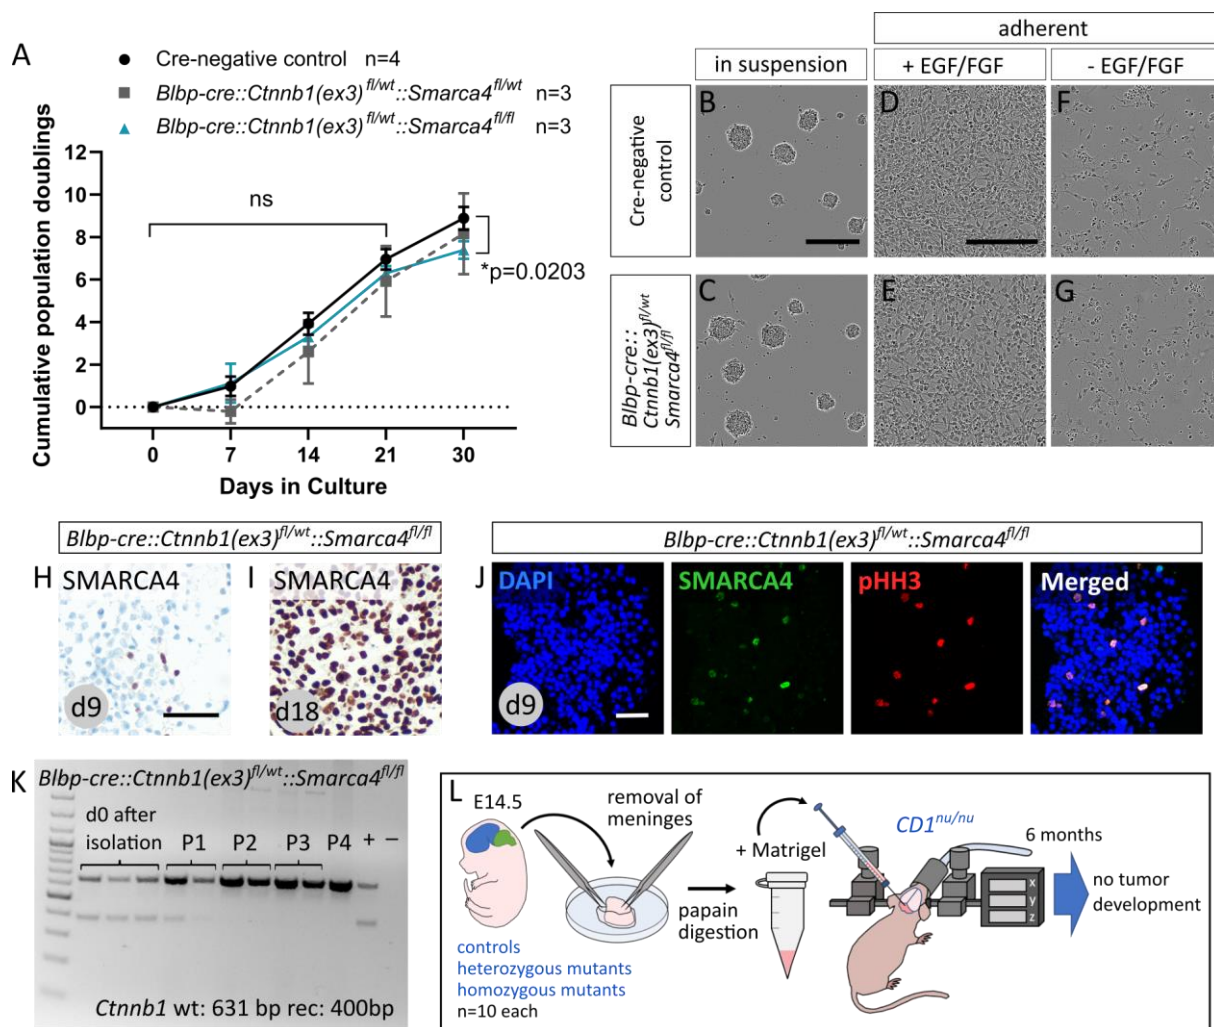 A
Cre-negative control n=4
Blbp-cre::Ctnnb1(ex3)fl/wt::Smarca4fl/wt n=3
Blbp-cre::Ctnnb1(ex3)fl/wt::Smarca4fl/fl n=3
Cumulative population doublings
12
10
8
6
4
2
0
ns
*p=0.0203
0 7 14 21 30
Days in Culture
adherent
in suspension + EGF/FGF - EGF/FGF
Cre-negative
control
B D F
Blbp-cre::
Ctnnb1(ex3)fl/wt
Smarca4fl/fl
C E G
Blbp-cre::Ctnnb1(ex3)fl/wt::Smarca4fl/fl
H SMARCA4 I SMARCA4
d9 d18
Blbp-cre::Ctnnb1(ex3)fl/wt::Smarca4fl/fl
J DAPI SMARCA4 pHH3 Merged
d9
K Blbp-cre::Ctnnb1(ex3)fl/wt::Smarca4fl/fl
d0 after
isolation P1 P2 P3 P4 + –
Ctnnb1 wt: 631 bp rec: 400bp
L
E14.5
removal of
meninges
controls
heterozygous mutants
homozygous mutants
n=10 each
papain
digestion
+ Matrigel
CD1nu/nu
x
y
z
6 months
no tumor
development